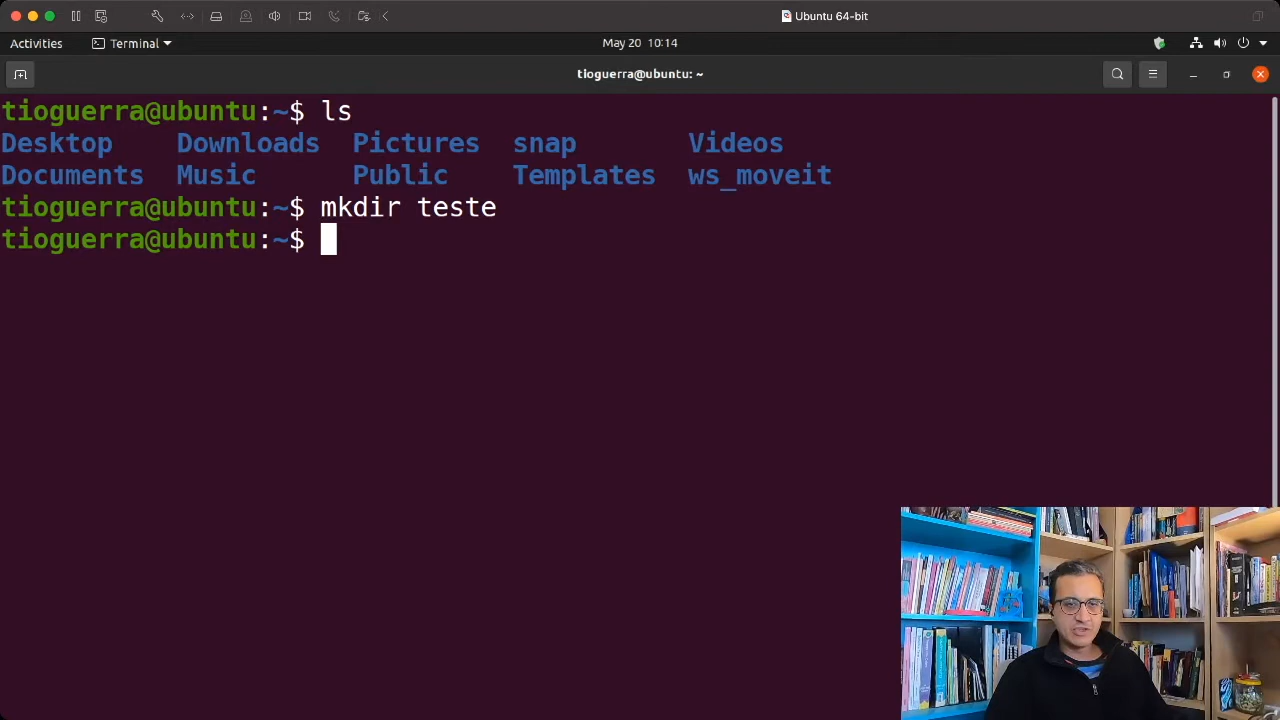 Ubuntu 64-bit
Activities Terminal May 20 10:14
tioguerra@ubuntu: ~
tioguerra@ubuntu:~$ ls
Desktop Downloads Pictures snap Videos
Documents Music Public Templates ws_moveit
tioguerra@ubuntu:~$ mkdir teste
tioguerra@ubuntu:~$